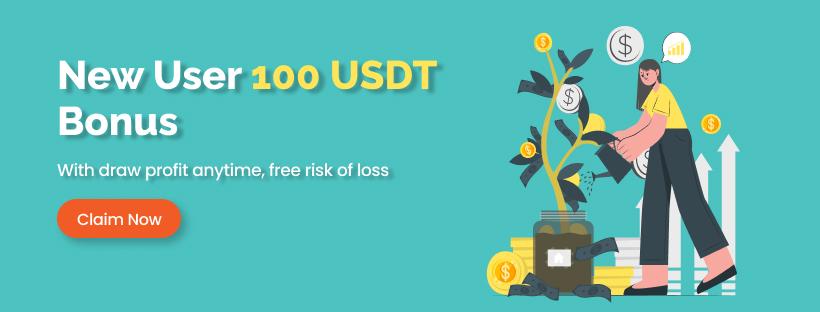 New User 100 USDT
Bonus
With draw profit anytime, free risk of loss
Claim Now